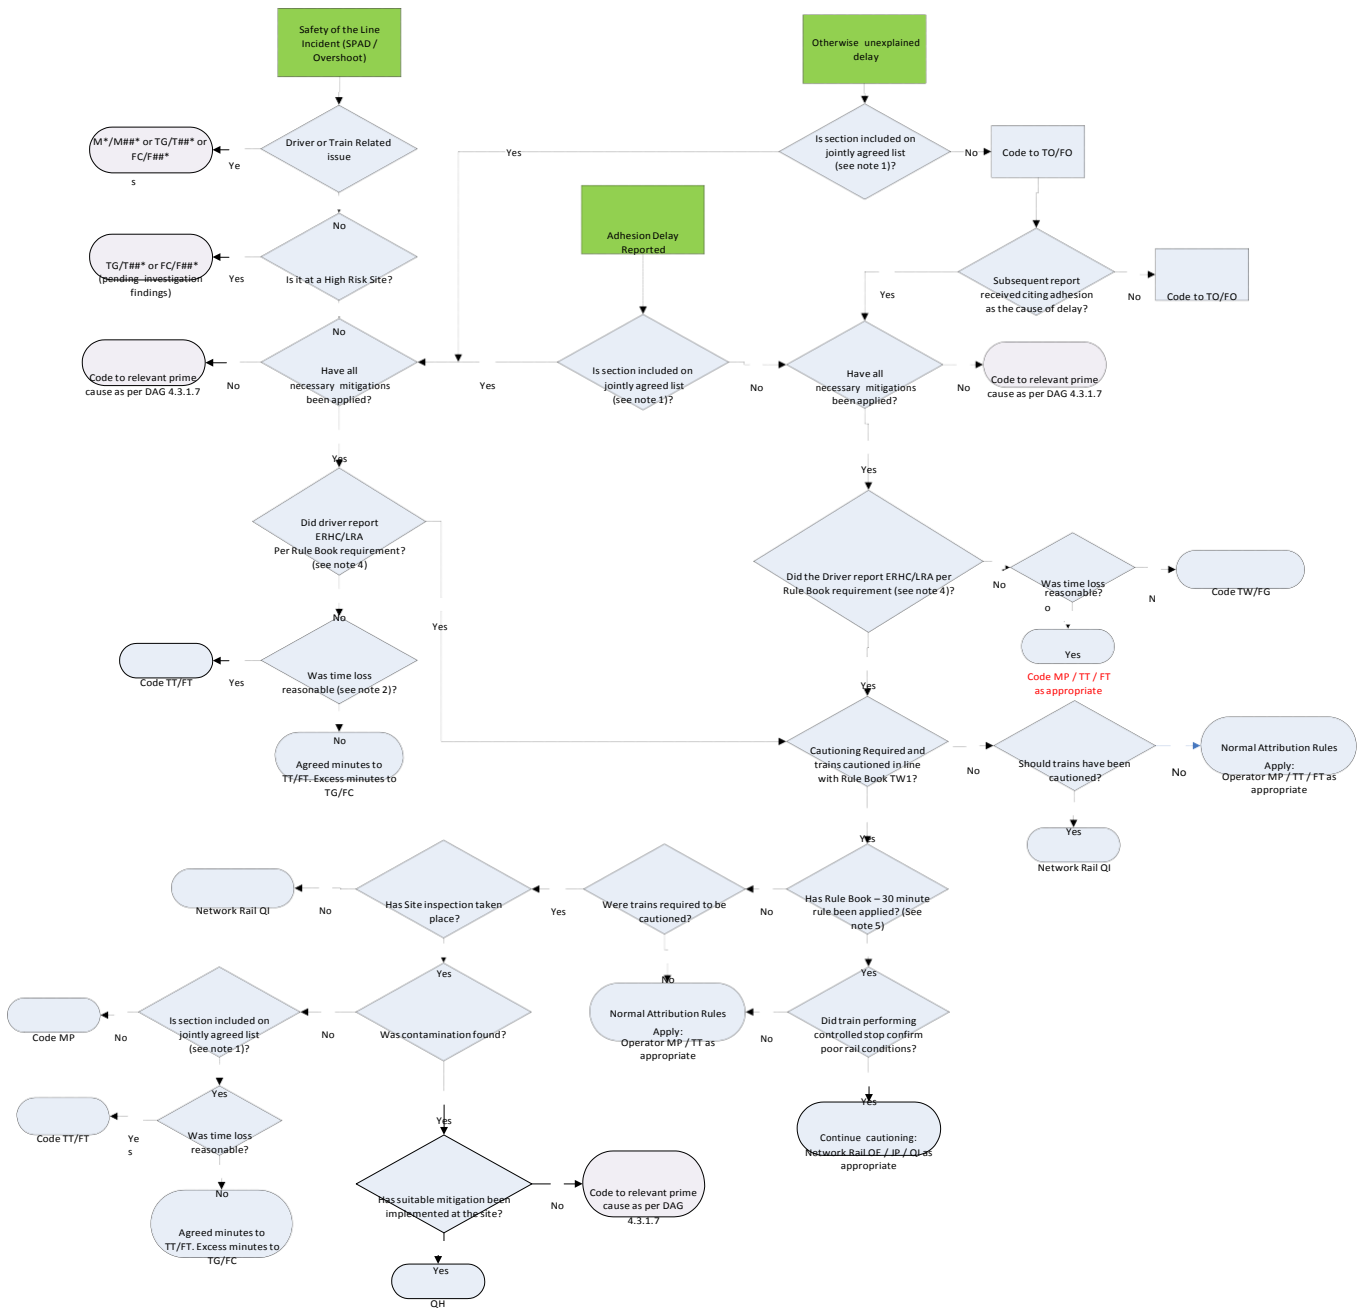 Safety of the Line
Incident (SPAD /
Overshoot)
Otherwise unexplained
delay
M*/M##* or TG/T##* or
FC/F##*
Ye
s
Driver or Train Related
issue
Yes
Is section included on
jointly agreed list
(see note 1)?
No
Code to TO/FO
No
Adhesion Delay
Reported
TG/T##* or FC/F##*
(pending investigation
findings)
Yes
Is it at a High Risk Site?
Yes
Subsequent report
received citing adhesion
as the cause of delay?
No
Code to TO/FO
No
Code to relevant prime
cause as per DAG 4.3.1.7
No
Have all
necessary mitigations
been applied?
Yes
Is section included on
jointly agreed list
(see note 1)?
No
Have all
necessary mitigations
been applied?
No
Code to relevant prime
cause as per DAG 4.3.1.7
Yes
Yes
Did driver report
ERHC/LRA
Per Rule Book requirement?
(see note 4)
Did the Driver report ERHC/LRA per
Rule Book requirement (see note 4)?
No
Was time loss
reasonable?
o
N
Code TW/FG
No
Yes
Yes
Code TT/FT
Yes
Was time loss
reasonable (see note 2)?
Code MP / TT / FT
as appropriate
Yes
No
Agreed minutes to
TT/FT. Excess minutes to
TG/FC
Cautioning Required and
trains cautioned in line
with Rule Book TW1?
No
Should trains have been
cautioned?
No
Normal Attribution Rules
Apply:
Operator MP / TT / FT as
appropriate
Yes
Yes
Network Rail QI
Network Rail QI
No
Has Site inspection taken
place?
Yes
Were trains required to be
cautioned?
No
Has Rule Book – 30 minute
rule been applied? (See
note 5)
Yes
No
Yes
Code MP
No
Is section included on
jointly agreed list
(see note 1)?
No
Was contamination found?
Normal Attribution Rules
Apply:
Operator MP / TT as
appropriate
No
Did train performing
controlled stop confirm
poor rail conditions?
Yes
Yes
Yes
Code TT/FT
Ye
s
Was time loss
reasonable?
Continue cautioning:
Network Rail OE / JP / QI as
appropriate
No
Agreed minutes to
TT/FT. Excess minutes to
TG/FC
Has suitable mitigation been
implemented at the site?
No
Code to relevant prime
cause as per DAG
4.3.1.7
Yes
QH